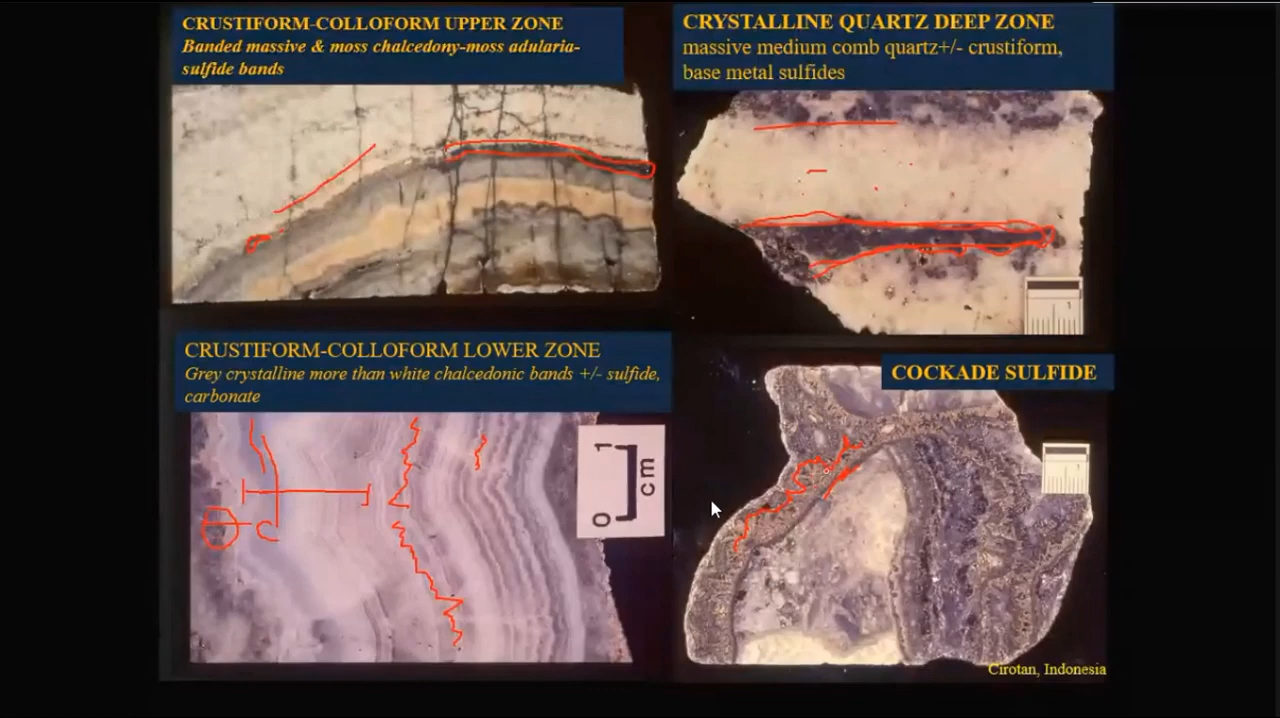 CRUSTIFORM-COLLOFORM UPPER ZONE
Banded massive & moss chalcedony-moss adularia-
sulfide bands
CRYSTALLINE QUARTZ DEEP ZONE
massive medium comb quartz+/- crustiform,
base metal sulfides
1
CRUSTIFORM-COLLOFORM LOWER ZONE
Grey crystalline more than white chalcedonic bands +/- sulfide,
carbonate
0 1
cm
COCKADE SULFIDE
1
Cirotan, Indonesia